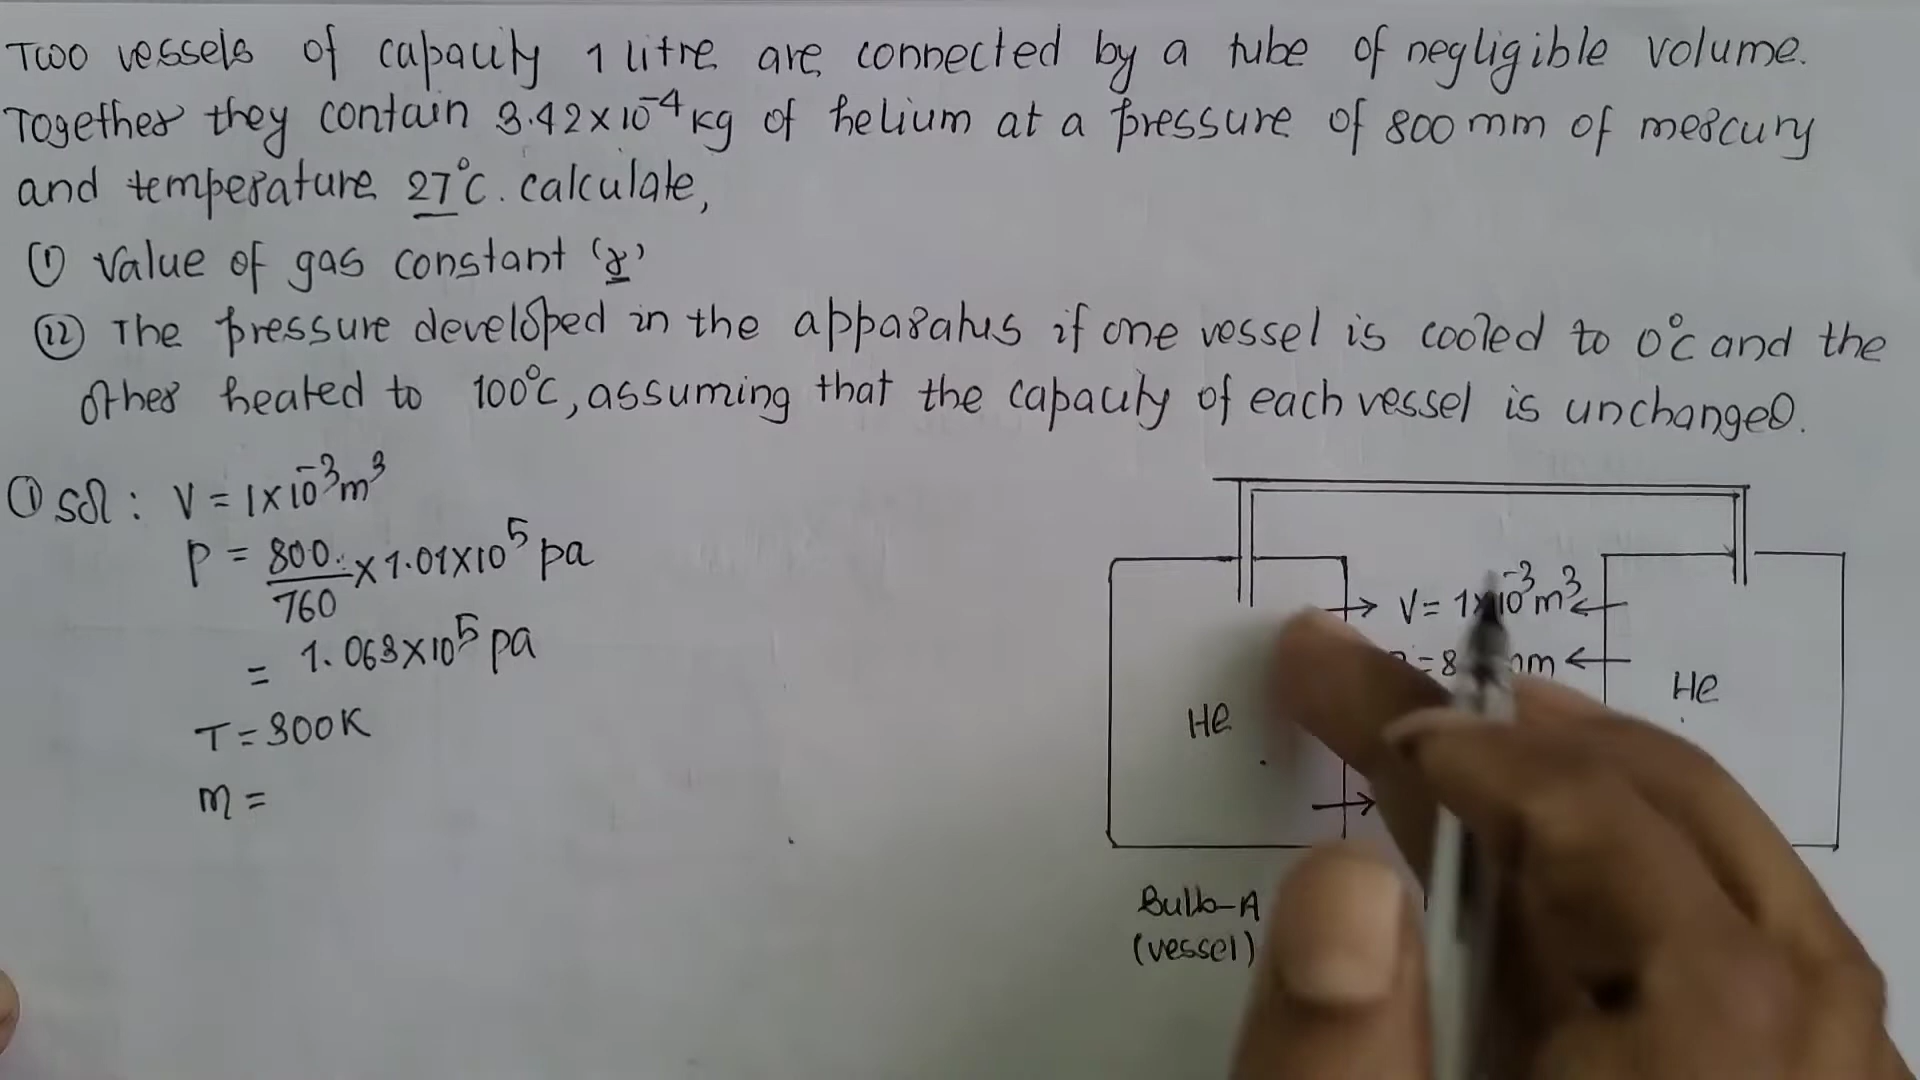 Two vessels of capacity 1 litre are connected by a tube of negligible volume.
Together they contain 3.42×10⁻⁴ kg of helium at a pressure of 800 mm of mercury
and temperature 27°C. calculate,
(i) value of gas constant 'r'
(ii) The pressure developed in the apparatus if one vessel is cooled to 0°C and the
other heated to 100°C, assuming that the capacity of each vessel is unchanged.
(i) Sol: V = 1×10⁻³m³
P = 800/760 × 1.01×10⁵ pa
= 1.063×10⁵ pa
T = 300K
m =
V = 1×10⁻³m³
He
He
Bulb-A
(vessel)